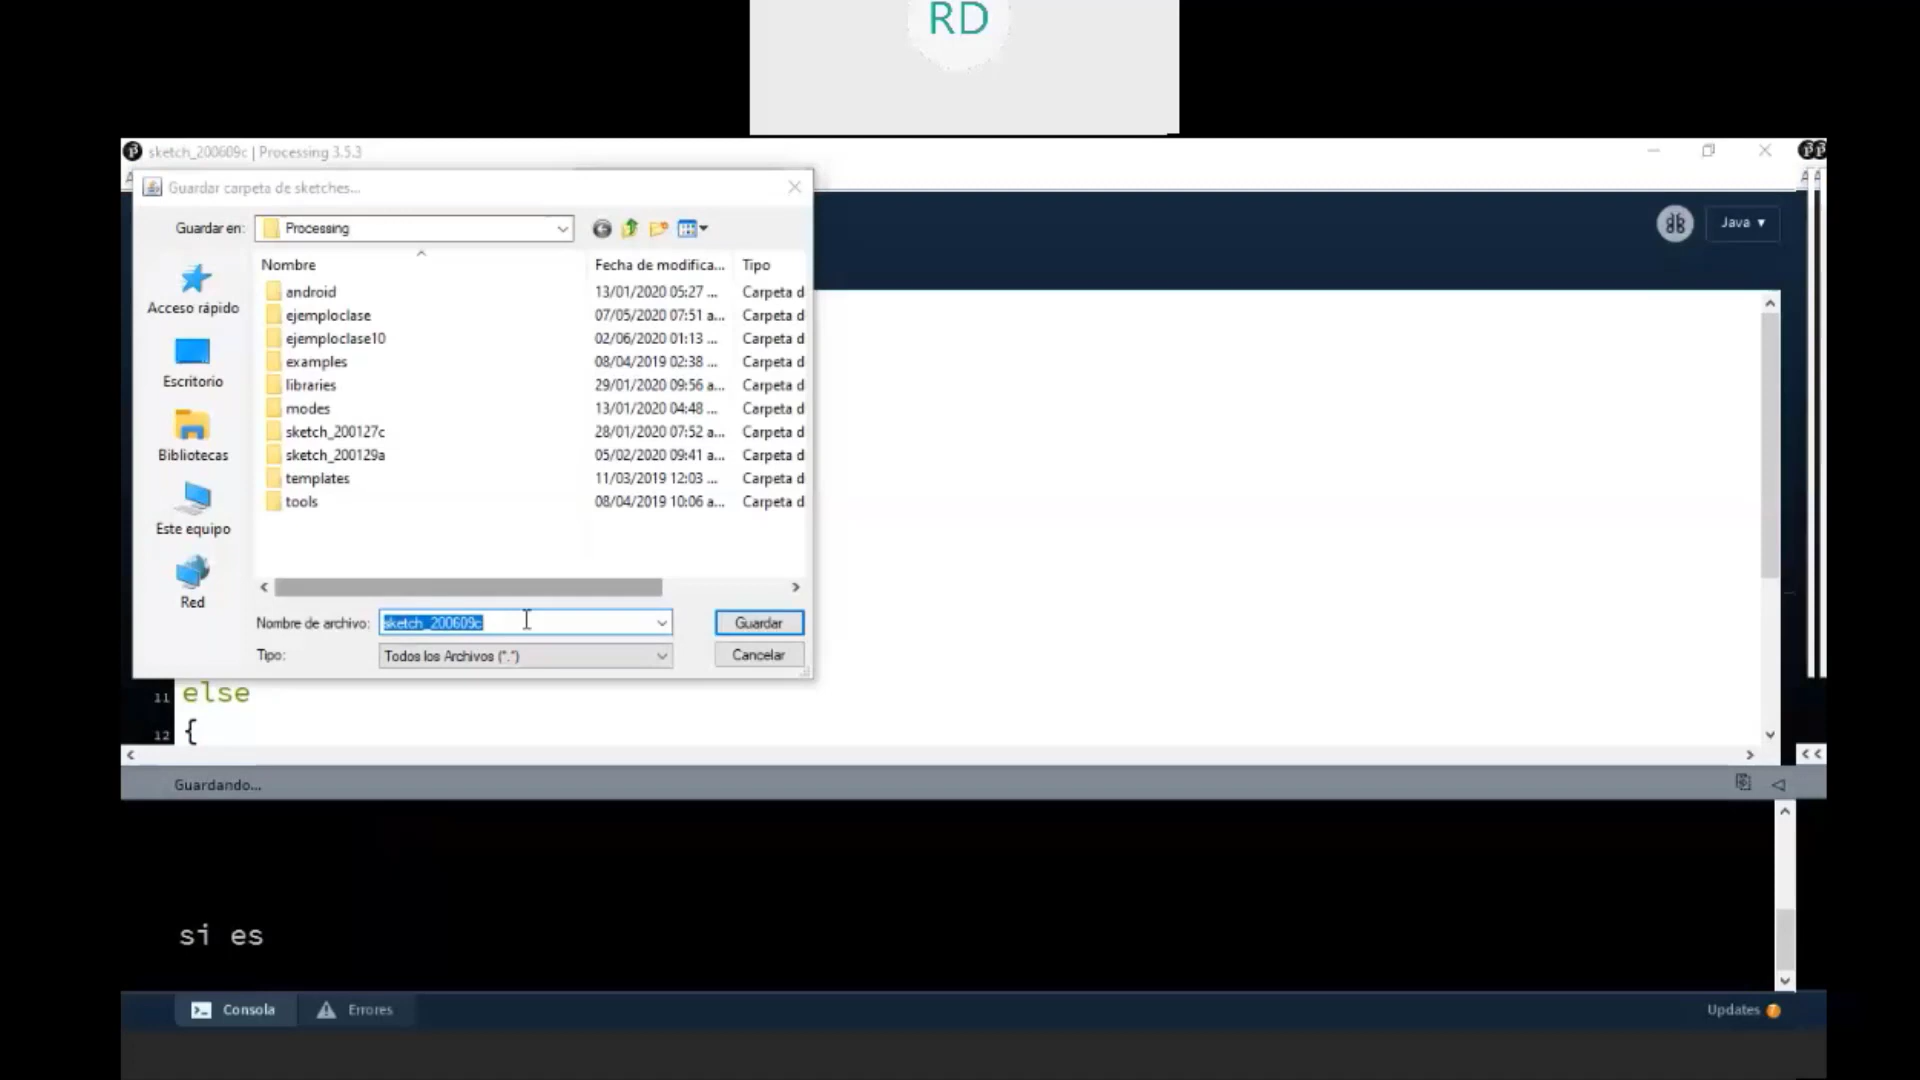 RD
sketch_200609c | Processing 3.5.3
Guardar carpeta de sketches...
Guardar en: Processing
Java
Nombre Fecha de modifica... Tipo
android 13/01/2020 05:27 ... Carpeta d
ejemploclase 07/05/2020 07:51 a... Carpeta d
ejemploclase10 02/06/2020 01:13 ... Carpeta d
examples 08/04/2019 02:38 ... Carpeta d
libraries 29/01/2020 09:56 a... Carpeta d
modes 13/01/2020 04:48 ... Carpeta d
sketch_200127c 28/01/2020 07:52 a... Carpeta d
sketch_200129a 05/02/2020 09:41 a... Carpeta d
templates 11/03/2019 12:03 ... Carpeta d
tools 08/04/2019 10:06 a... Carpeta d
Acceso rápido
Escritorio
Bibliotecas
Este equipo
Red
Nombre de archivo: sketch_200609c Guardar
Tipo: Todos los Archivos (*.*) Cancelar
11 else
12 {
Guardando...
si es
Consola Errores Updates